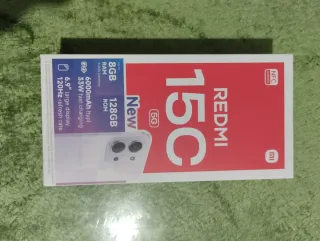 NFC
REDMI
15C
5G
New
8GB
RAM
128GB
ROM
6000mAh (typ)
33W fast charging
6.9" large display
120Hz refresh rate
mi